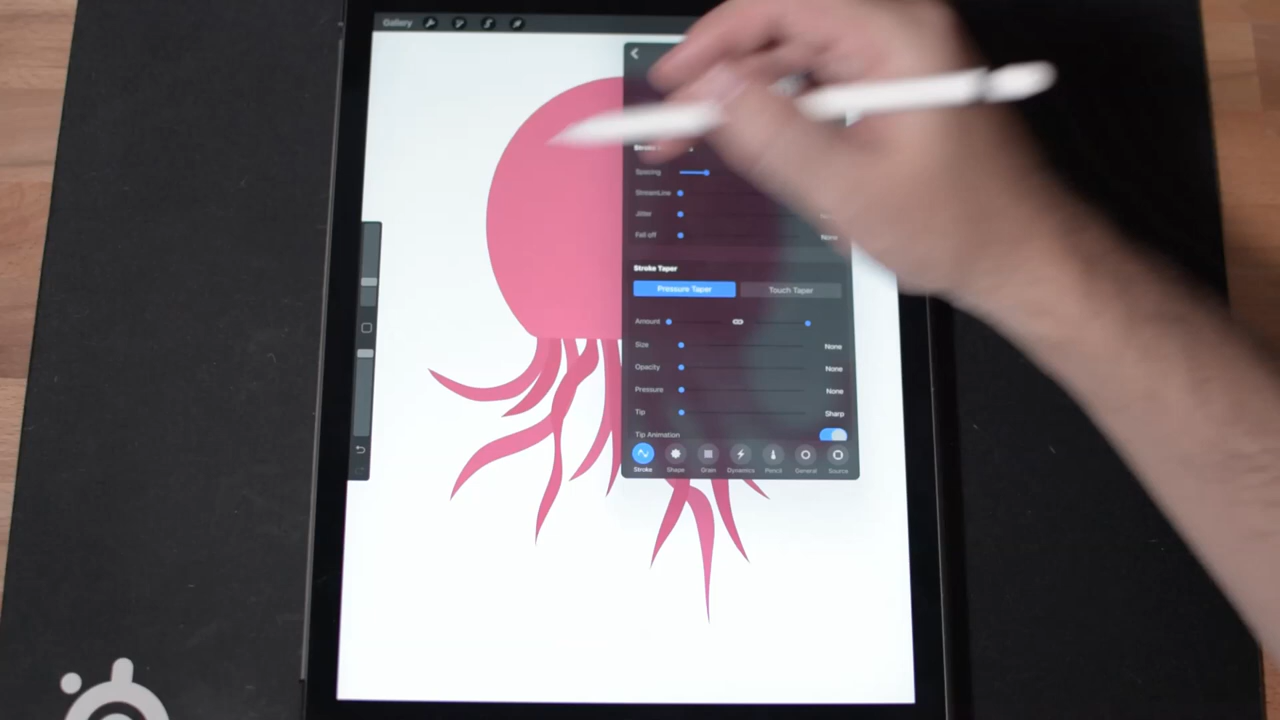 Gallery
Stroke
Spacing
StreamLine
Jitter
Fall off
None
Stroke Taper
Pressure Taper
Touch Taper
Amount
Size
None
Opacity
None
Pressure
None
Tip
Sharp
Tip Animation
Stroke
Shape
Grain
Dynamics
Pencil
General
Source